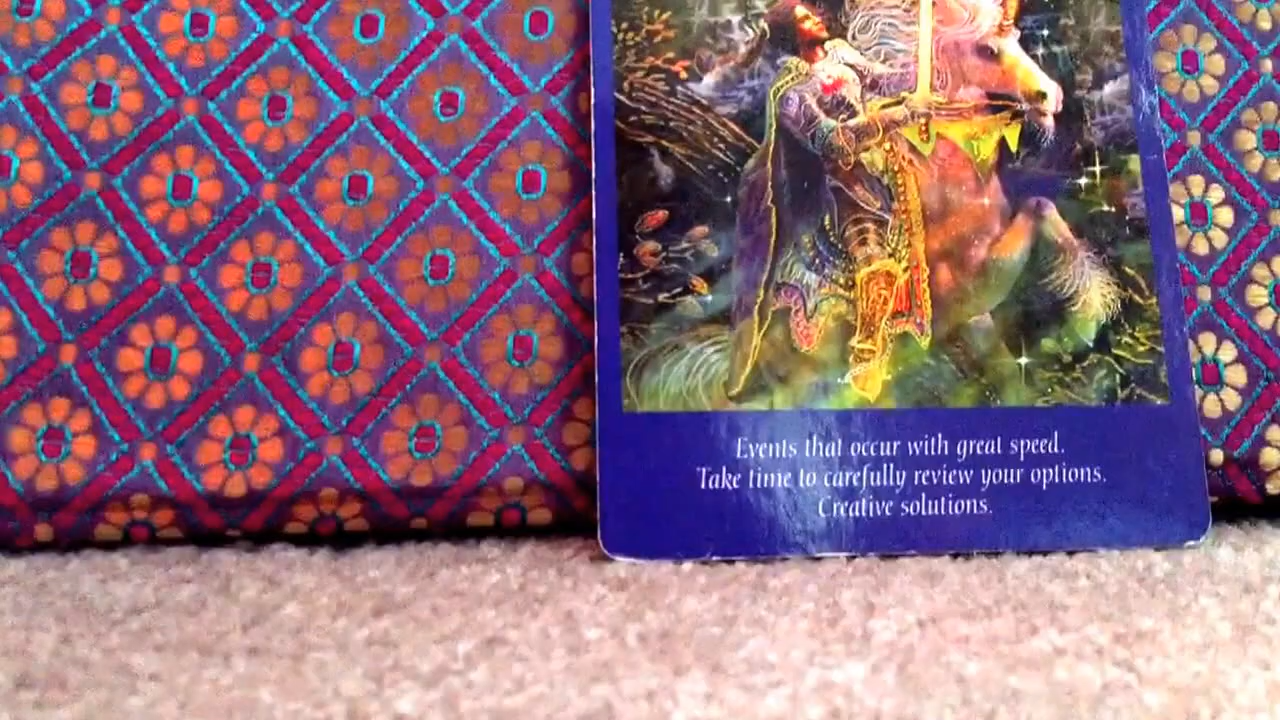 Events that occur with great speed.
Take time to carefully review your options.
Creative solutions.